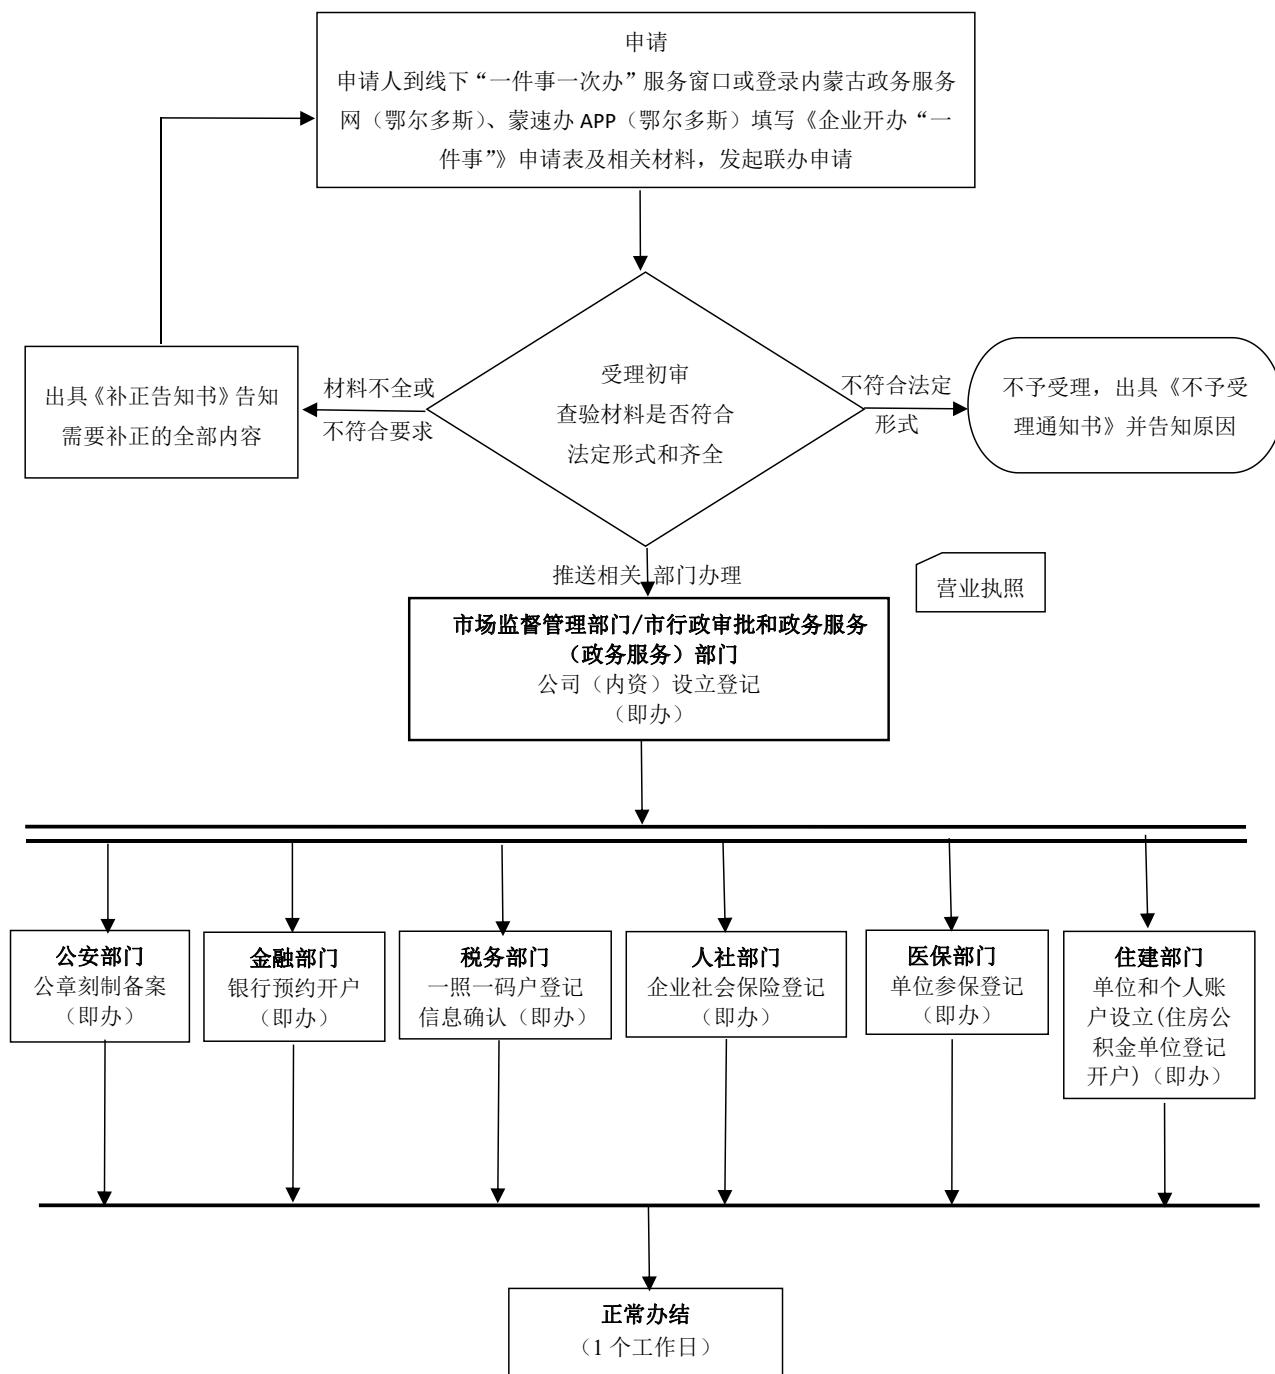 申请
申请人到线下“一件事一次办”服务窗口或登录内蒙古政务服务
网（鄂尔多斯）、蒙速办 APP（鄂尔多斯）填写《企业开办“一
件事”》申请表及相关材料，发起联办申请
出具《补正告知书》告知
需要补正的全部内容
材料不全或
不符合要求
受理初审
查验材料是否符合
法定形式和齐全
不符合法定
形式
不予受理，出具《不予受
理通知书》并告知原因
推送相关 部门办理
营业执照
市场监督管理部门/市行政审批和政务服务
（政务服务）部门
公司（内资）设立登记
（即办）
公安部门
公章刻制备案
（即办）
金融部门
银行预约开户
（即办）
税务部门
一照一码户登记
信息确认（即办）
人社部门
企业社会保险登记
（即办）
医保部门
单位参保登记
（即办）
住建部门
单位和个人账
户设立(住房公
积金单位登记
开户)（即办）
正常办结
（1 个工作日）